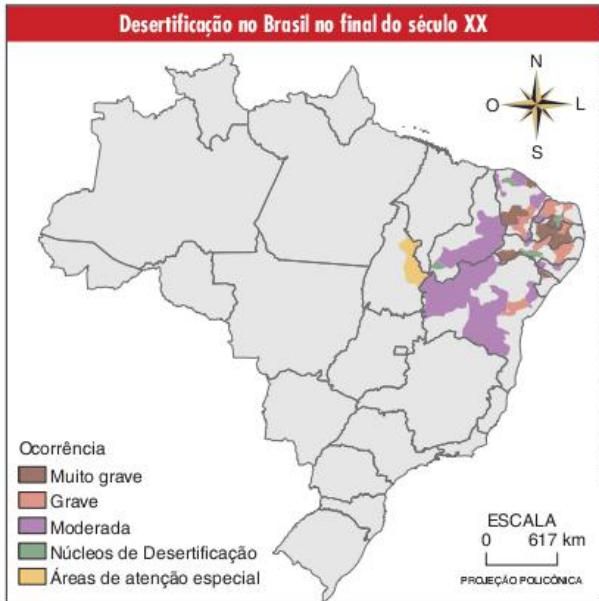 Desertificação no Brasil no final do século XX
N
O
L
S
Ocorrência
Muito grave
Grave
Moderada
Núcleos de Desertificação
Áreas de atenção especial
ESCALA
0 617 km
PROJEÇÃO POLICÔNICA